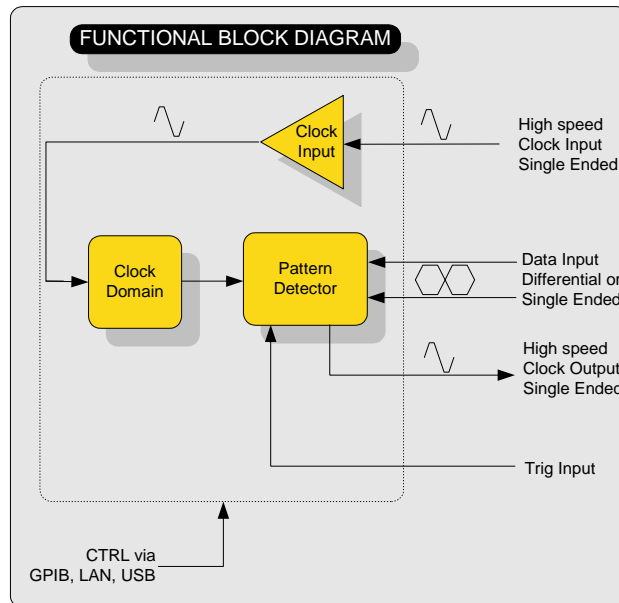 FUNCTIONAL BLOCK DIAGRAM
Clock
Input
High speed
Clock Input
Single Ended
Clock
Domain
Pattern
Detector
Data Input
Differential or
Single Ended
High speed
Clock Output
Single Ended
Trig Input
CTRL via
GPIB, LAN, USB